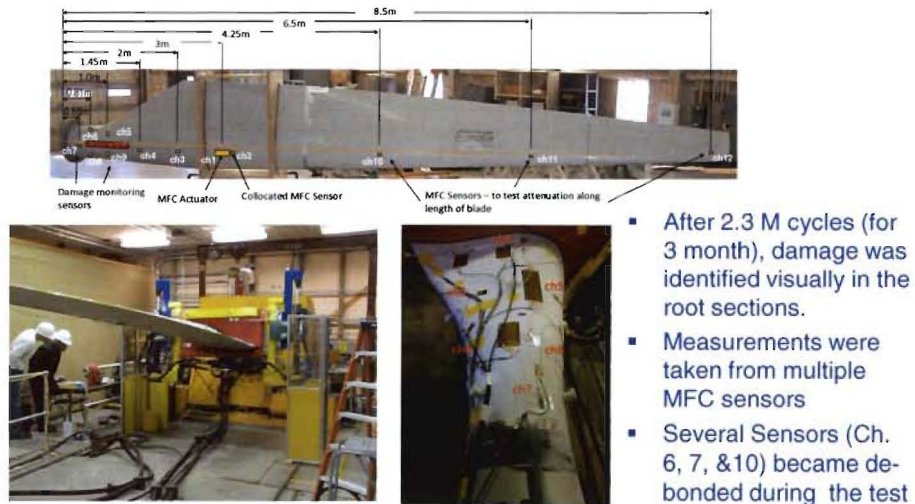 8.5m
6.5m
4.25m
3m
2m
1.45m
1.0m
ch6
ch5
ch7
ch9
ch4
ch3
ch1
ch2
ch10
ch11
ch12
Damage monitoring
sensors
MFC Actuator
Collocated MFC Sensor
MFC Sensors – to test attenuation along
length of blade
ch7
▪ After 2.3 M cycles (for
3 month), damage was
identified visually in the
root sections.
▪ Measurements were
taken from multiple
MFC sensors
▪ Several Sensors (Ch.
6, 7, &10) became de-
bonded during the test